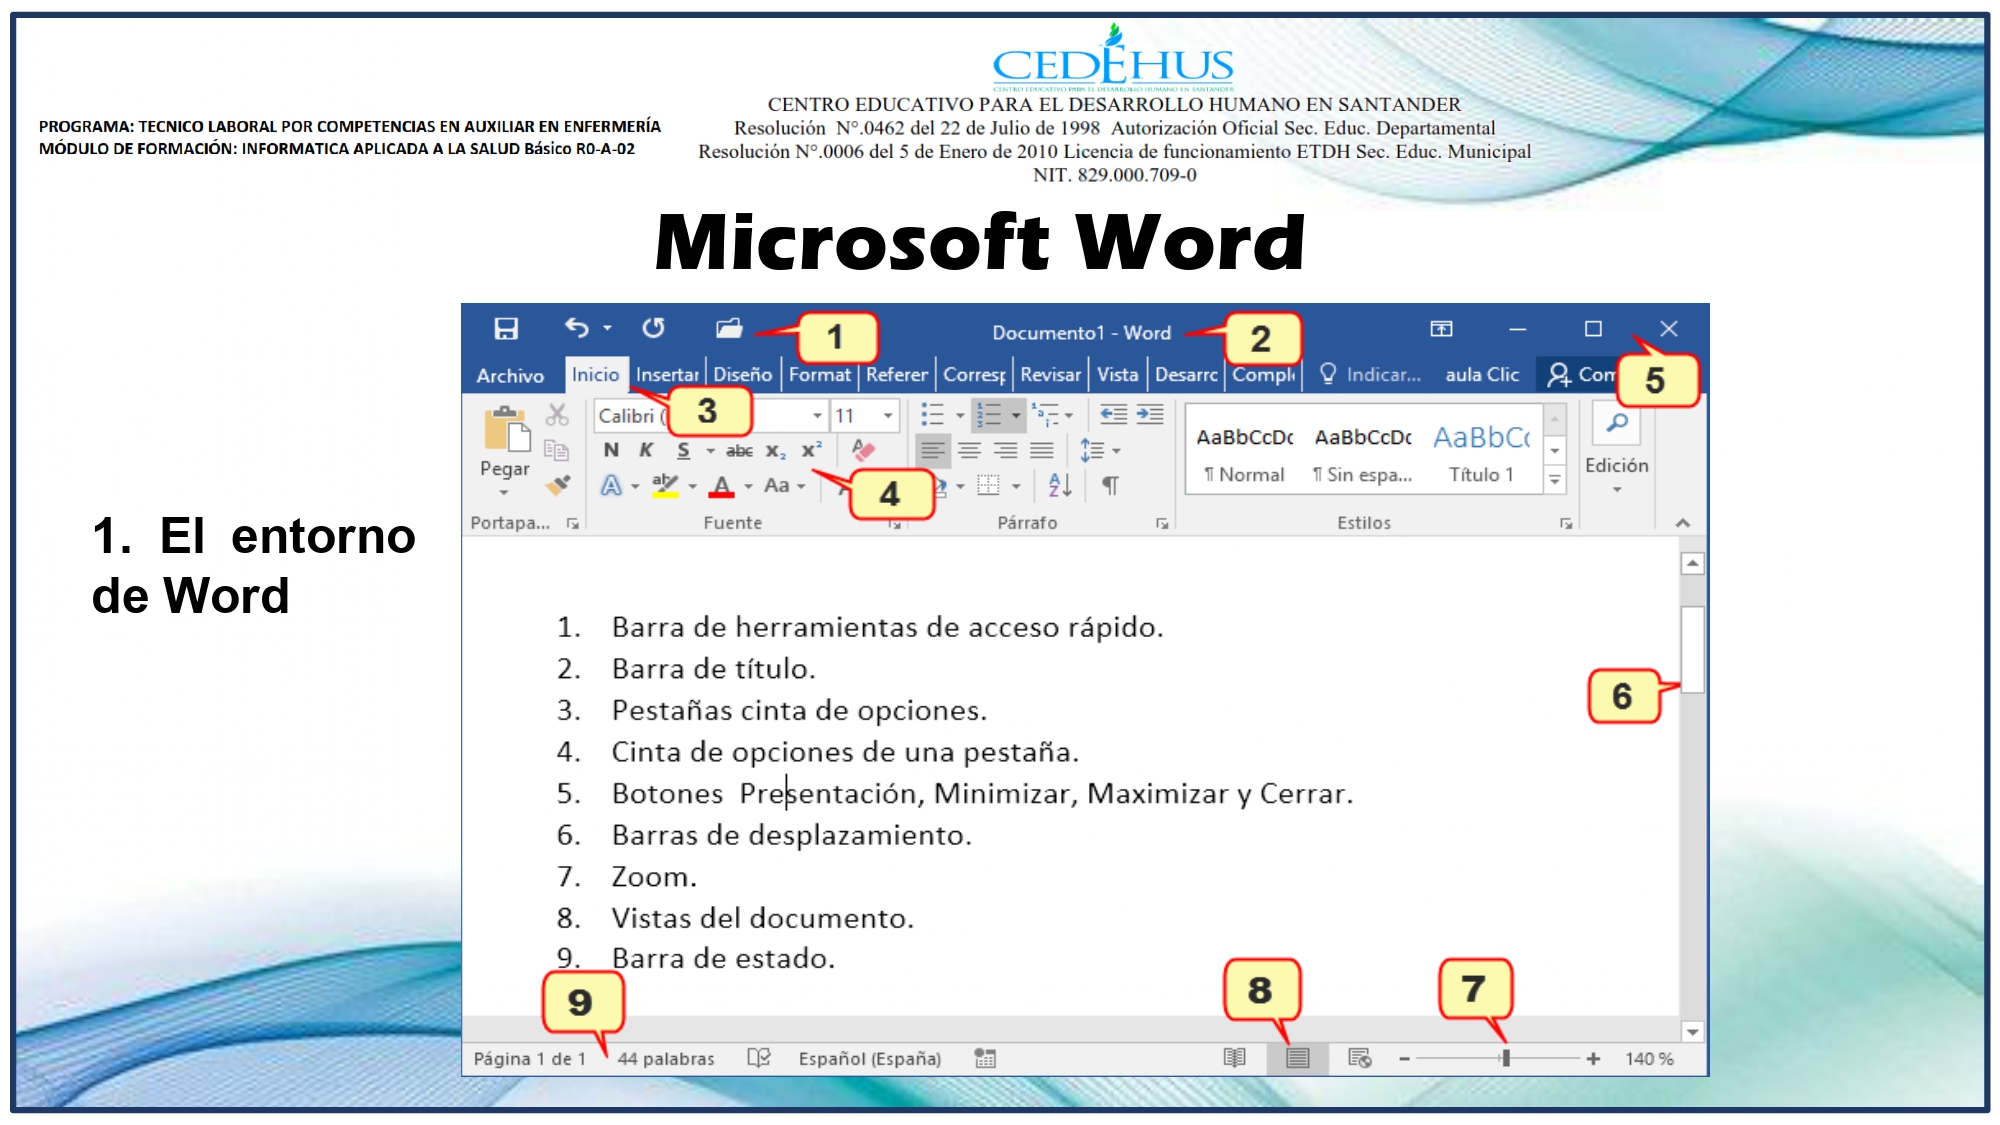 CEDEHUS
CENTRO EDUCATIVO PARA EL DESARROLLO HUMANO EN SANTANDER
CENTRO EDUCATIVO PARA EL DESARROLLO HUMANO EN SANTANDER
Resolución N°.0462 del 22 de Julio de 1998 Autorización Oficial Sec. Educ. Departamental
Resolución N°.0006 del 5 de Enero de 2010 Licencia de funcionamiento ETDH Sec. Educ. Municipal
NIT. 829.000.709-0
PROGRAMA: TECNICO LABORAL POR COMPETENCIAS EN AUXILIAR EN ENFERMERÍA
MÓDULO DE FORMACIÓN: INFORMATICA APLICADA A LA SALUD Básico R0-A-02
Microsoft Word
1. El entorno
de Word
1 Documento1 - Word 2
Archivo Inicio Insertar Diseño Format Referen Corresp Revisar Vista Desarro Comple Indicar... aula Clic Com 5
Calibri ( 3 11
Pegar N K S abc x₂ x² AaBbCcDc AaBbCcDc AaBbC Edición
A ab A Aa 4 A Z ¶ ¶ Normal ¶ Sin espa... Título 1
Portapa... Fuente Párrafo Estilos
1. Barra de herramientas de acceso rápido.
2. Barra de título.
3. Pestañas cinta de opciones.
4. Cinta de opciones de una pestaña.
5. Botones Presentación, Minimizar, Maximizar y Cerrar.
6. Barras de desplazamiento.
7. Zoom.
8. Vistas del documento.
9. Barra de estado.
6
9 8 7
Página 1 de 1 44 palabras Español (España) 140 %